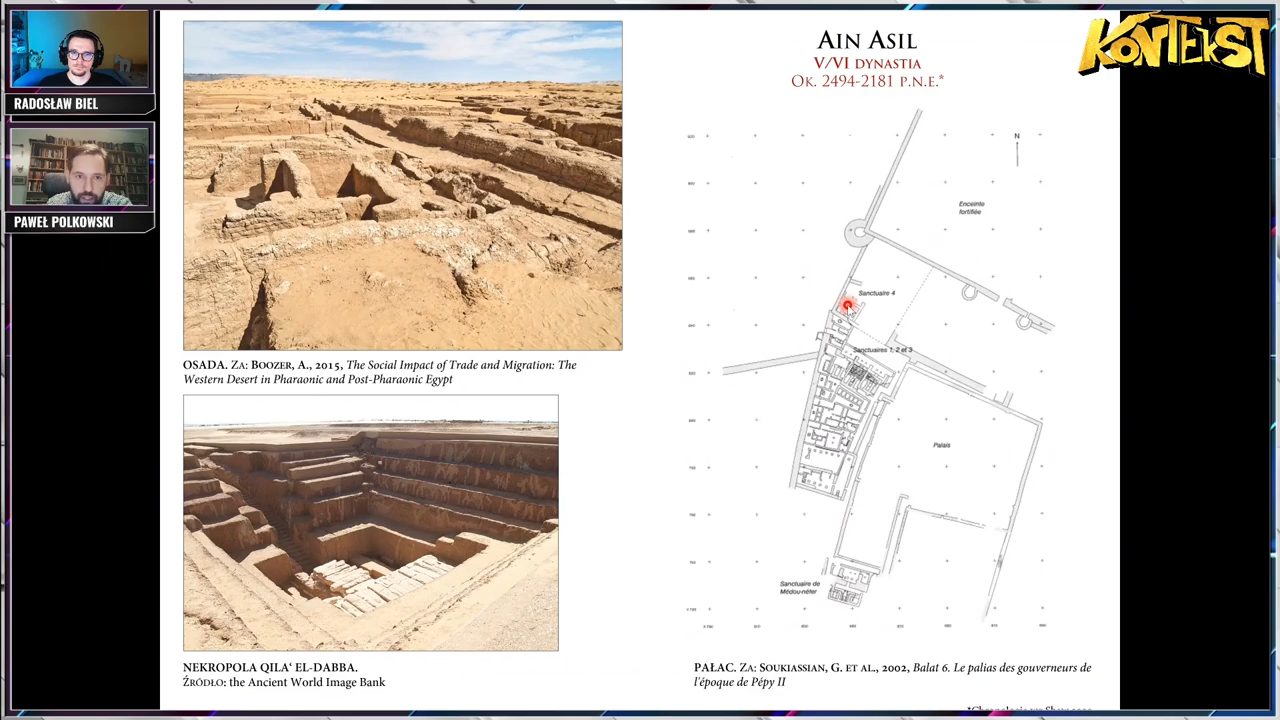 KONTEKST
RADOSŁAW BIEL
PAWEŁ POLKOWSKI
AIN ASIL
V/VI DYNASTIA
OK. 2494-2181 P.N.E.*
N
Enceinte
fortifiée
Sanctuaire 4
Sanctuaires 1, 2 et 3
Palais
Sanctuaire de
Médou-néfer
OSADA. ZA: BOOZER, A., 2015, The Social Impact of Trade and Migration: The
Western Desert in Pharaonic and Post-Pharaonic Egypt
NEKROPOLA QILA‘ EL-DABBA.
ŹRÓDŁO: the Ancient World Image Bank
PAŁAC. ZA: SOUKIASSIAN, G. ET AL., 2002, Balat 6. Le palias des gouverneurs de
l'époque de Pépy II